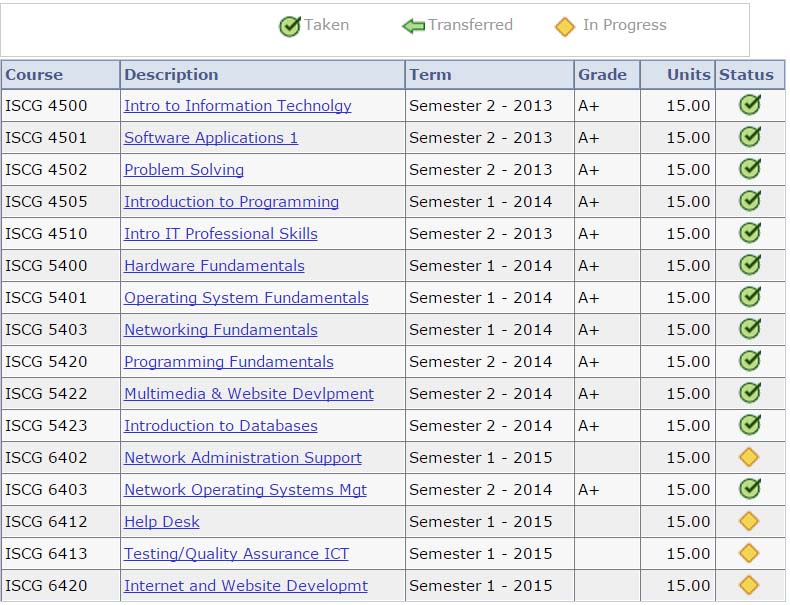 Taken Transferred In Progress
Course Description Term Grade Units Status
ISCG 4500 Intro to Information Technolgy Semester 2 - 2013 A+ 15.00
ISCG 4501 Software Applications 1 Semester 2 - 2013 A+ 15.00
ISCG 4502 Problem Solving Semester 2 - 2013 A+ 15.00
ISCG 4505 Introduction to Programming Semester 1 - 2014 A+ 15.00
ISCG 4510 Intro IT Professional Skills Semester 2 - 2013 A+ 15.00
ISCG 5400 Hardware Fundamentals Semester 1 - 2014 A+ 15.00
ISCG 5401 Operating System Fundamentals Semester 1 - 2014 A+ 15.00
ISCG 5403 Networking Fundamentals Semester 1 - 2014 A+ 15.00
ISCG 5420 Programming Fundamentals Semester 2 - 2014 A+ 15.00
ISCG 5422 Multimedia & Website Devlpment Semester 2 - 2014 A+ 15.00
ISCG 5423 Introduction to Databases Semester 2 - 2014 A+ 15.00
ISCG 6402 Network Administration Support Semester 1 - 2015 15.00
ISCG 6403 Network Operating Systems Mgt Semester 2 - 2014 A+ 15.00
ISCG 6412 Help Desk Semester 1 - 2015 15.00
ISCG 6413 Testing/Quality Assurance ICT Semester 1 - 2015 15.00
ISCG 6420 Internet and Website Developmt Semester 1 - 2015 15.00